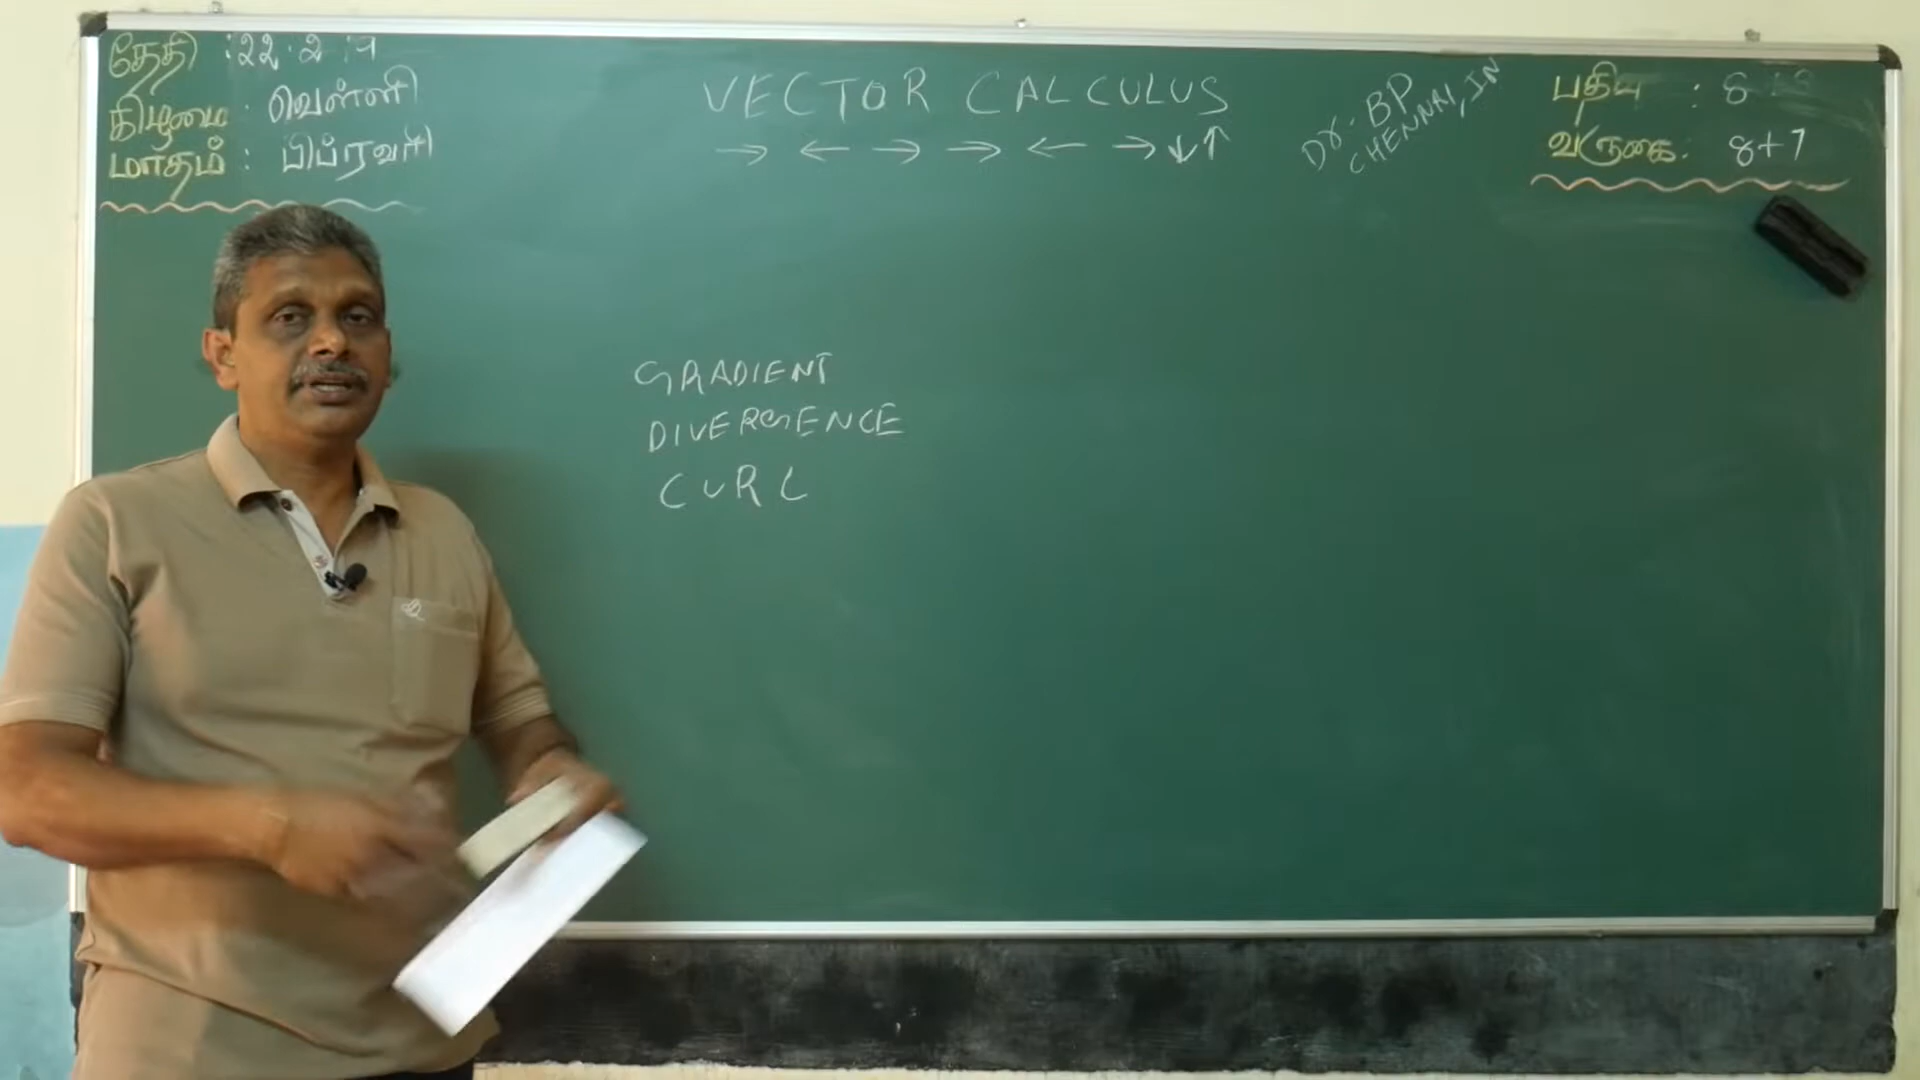 தேதி : 22.2.19
கிழமை : வெள்ளி
மாதம் : பிப்ரவரி
VECTOR CALCULUS
→ ← → → ← → ↓ ↑
Dr. BP
CHENNAI, IN
பதிவு : 8
வருகை : 8+7
GRADIENT
DIVERGENCE
CURL